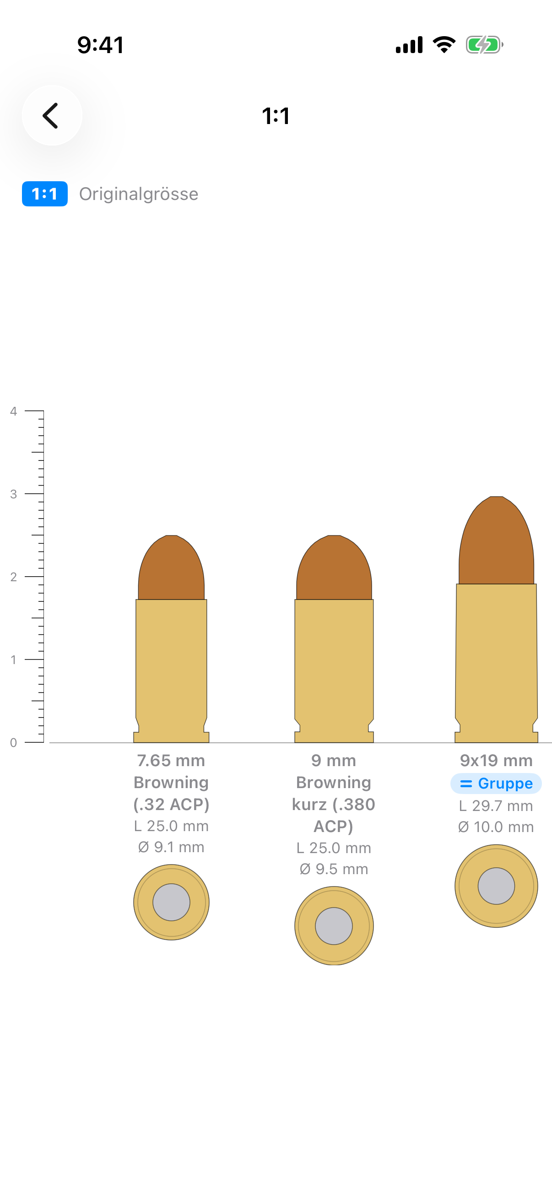 9:41
1:1
1:1 Originalgrösse
4
3
2
1
0
7.65 mm
Browning
(.32 ACP)
L 25.0 mm
Ø 9.1 mm
9 mm
Browning
kurz (.380
ACP)
L 25.0 mm
Ø 9.5 mm
9x19 mm
= Gruppe
L 29.7 mm
Ø 10.0 mm